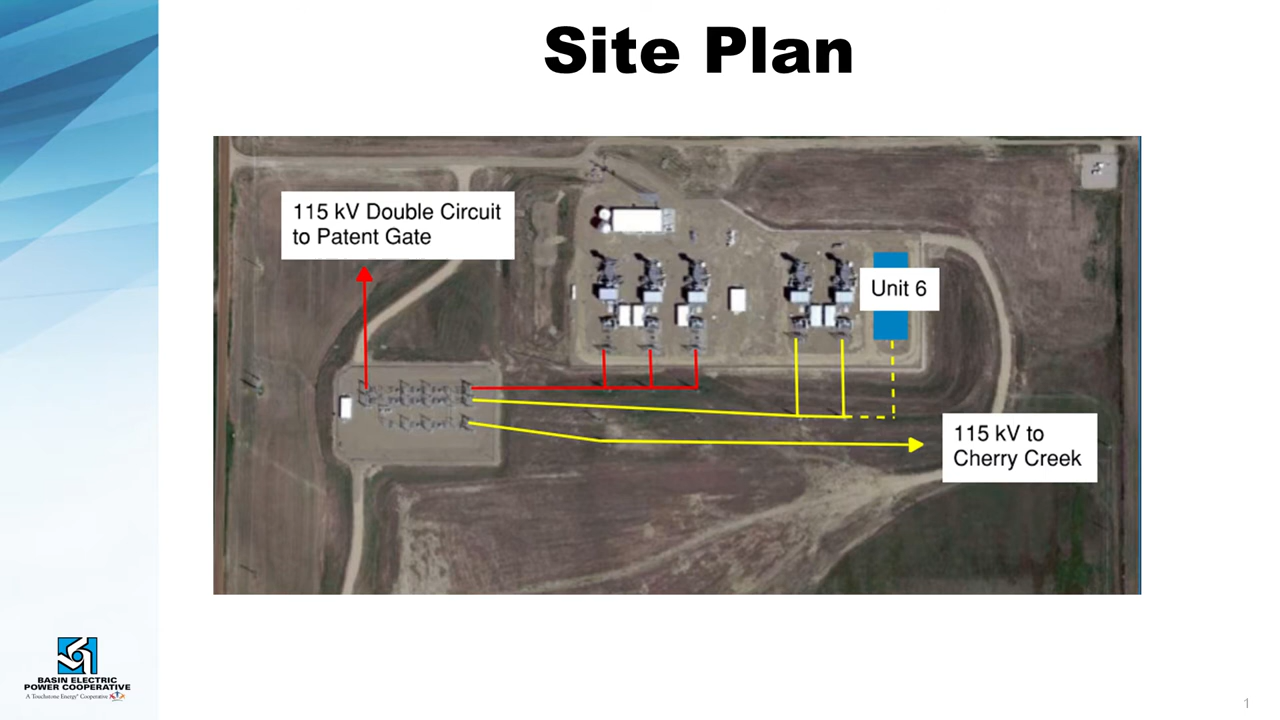 Site Plan
115 kV Double Circuit
to Patent Gate
Unit 6
115 kV to
Cherry Creek
BASIN ELECTRIC
POWER COOPERATIVE
A Touchstone Energy® Cooperative
1